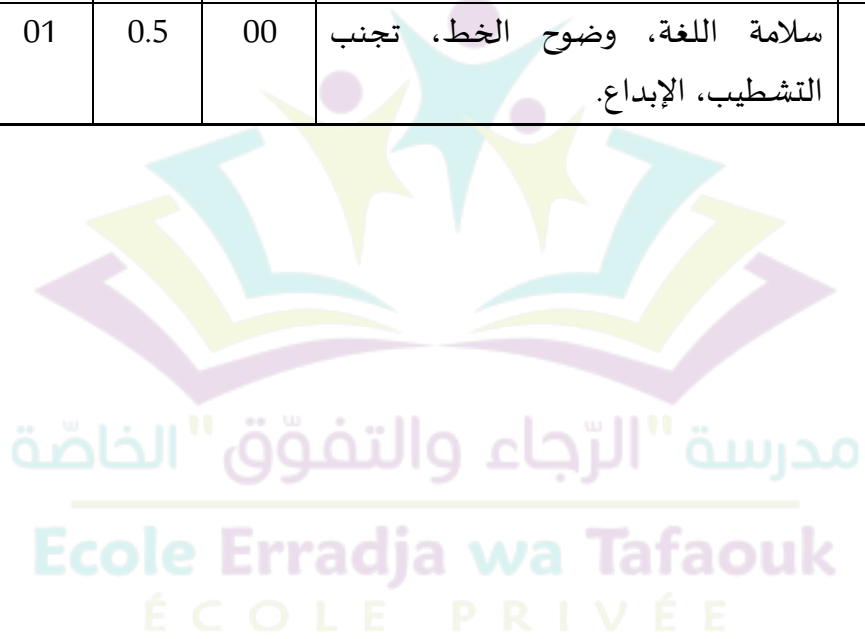 سلامة اللغة، وضوح الخط، تجنب التشطيب، الإبداع. 00 0.5 01
مدرسة "الرّجاء والتفوّق" الخاصّة
Ecole Erradja wa Tafaouk
ÉCOLE PRIVÉE